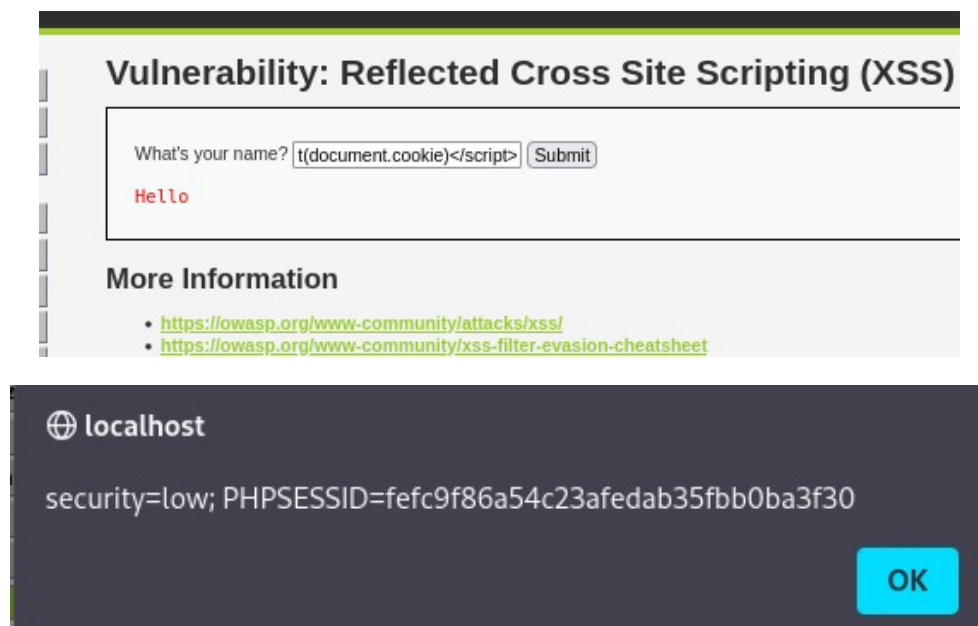 Vulnerability: Reflected Cross Site Scripting (XSS)
What's your name? t(document.cookie)</script> Submit
Hello
More Information
• https://owasp.org/www-community/attacks/xss/
• https://owasp.org/www-community/xss-filter-evasion-cheatsheet
localhost
security=low; PHPSESSID=fefc9f86a54c23afedab35fbb0ba3f30
OK